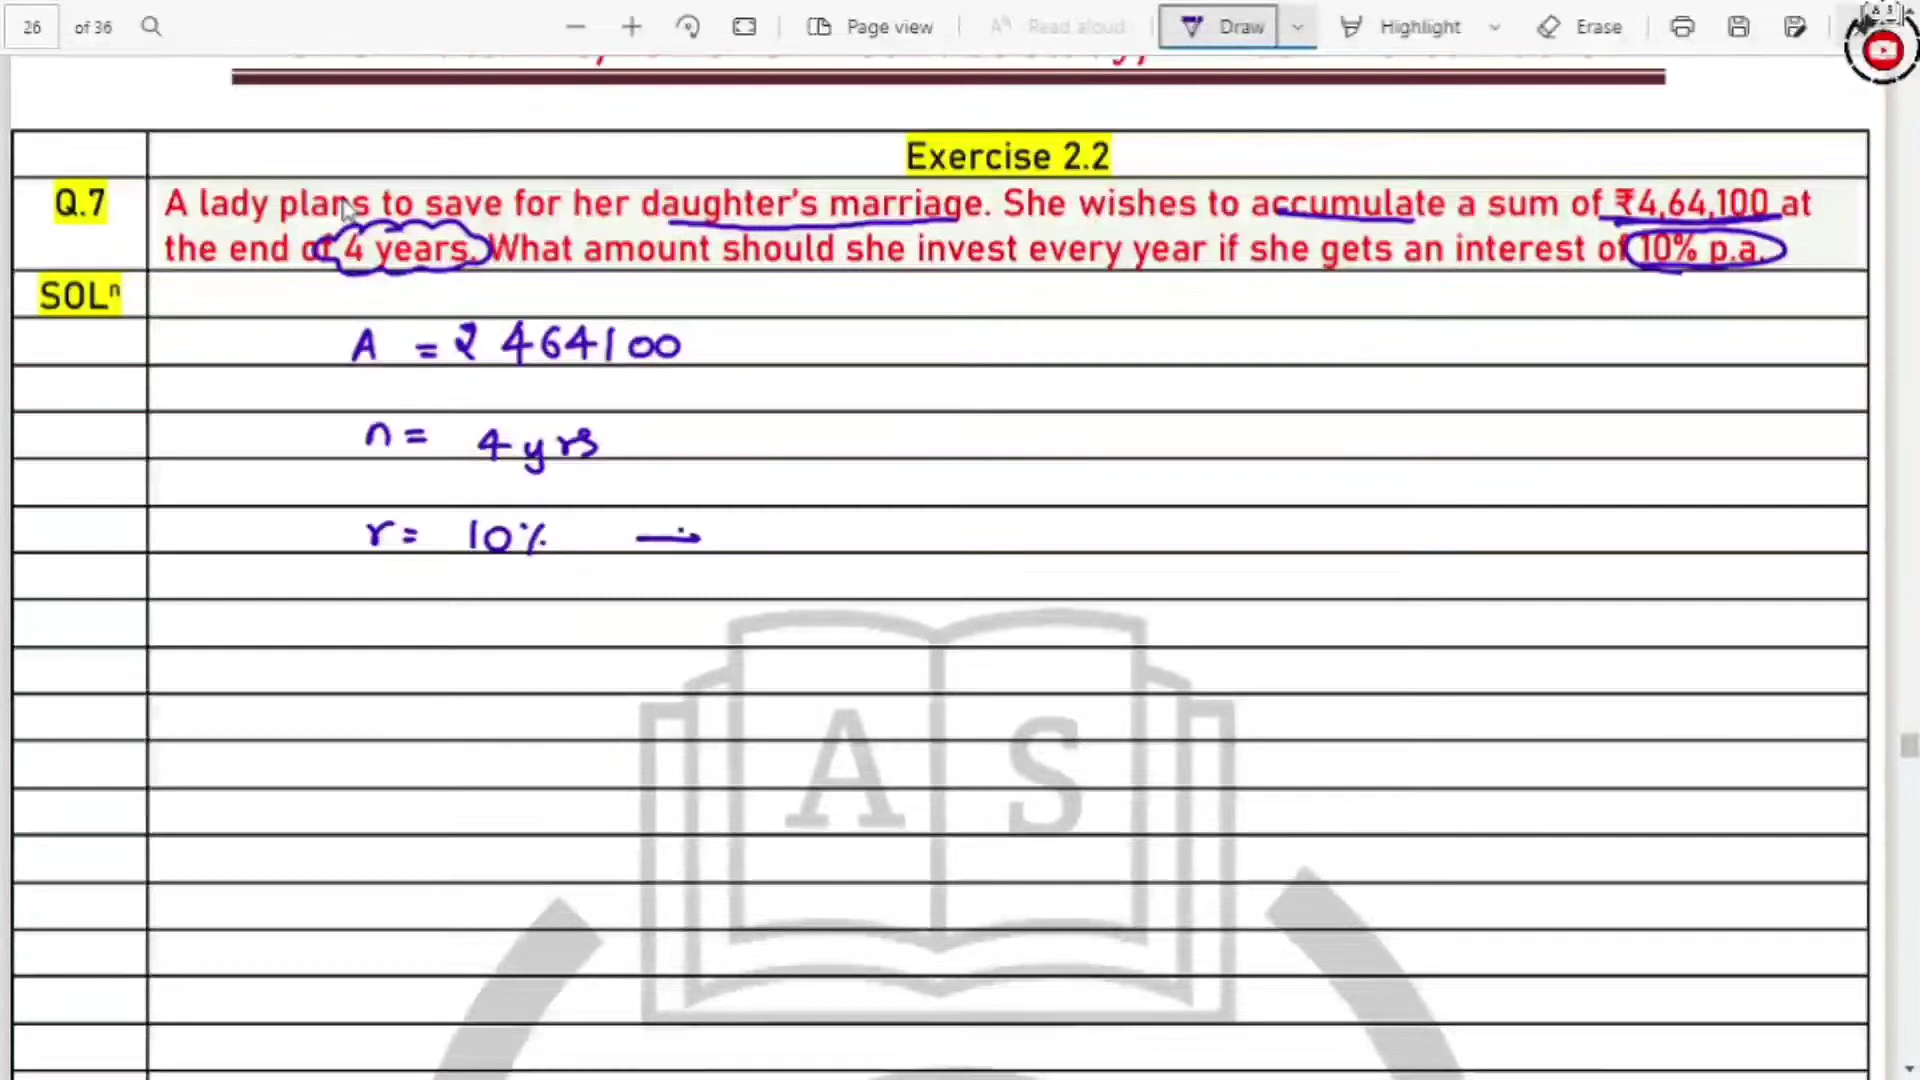 26 of 36 Page view Read aloud Draw Highlight Erase
Exercise 2.2
Q.7 A lady plans to save for her daughter's marriage. She wishes to accumulate a sum of ₹4,64,100 at
the end of 4 years. What amount should she invest every year if she gets an interest of 10% p.a.
SOLⁿ
A = ₹ 464100
n = 4 yrs
r = 10% →
A S